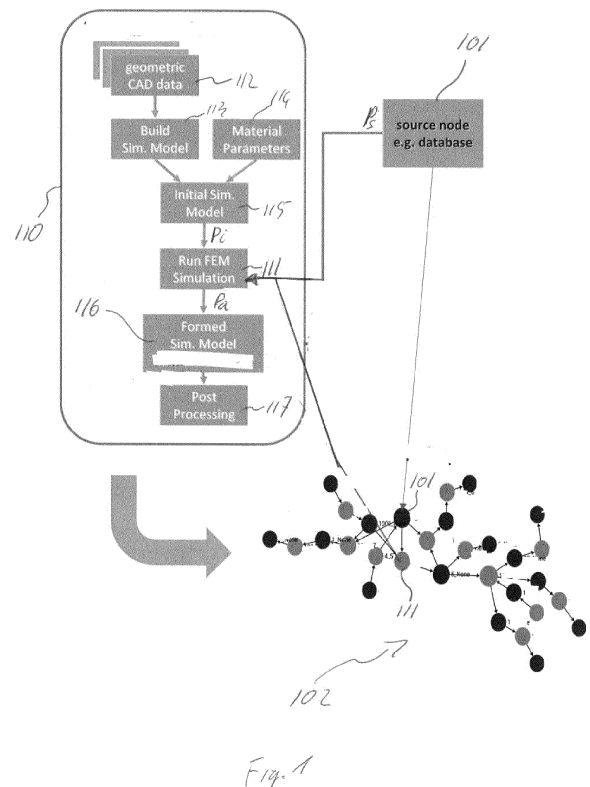 geometric
CAD data
112
113
114
Build
Sim. Model
Material
Parameters
Initial Sim.
Model
115
Pi
110
Run FEM
Simulation
111
Pa
116
Formed
Sim. Model
Post
Processing
117
101
Ps
source node
e.g. database
101
111
102
Fig. 1